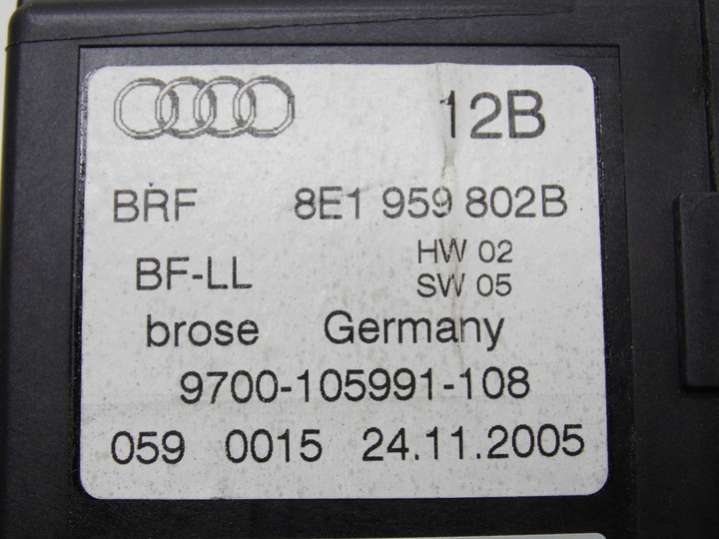 12B
BRF 8E1 959 802B
BF-LL HW 02
SW 05
brose Germany
9700-105991-108
059 0015 24.11.2005